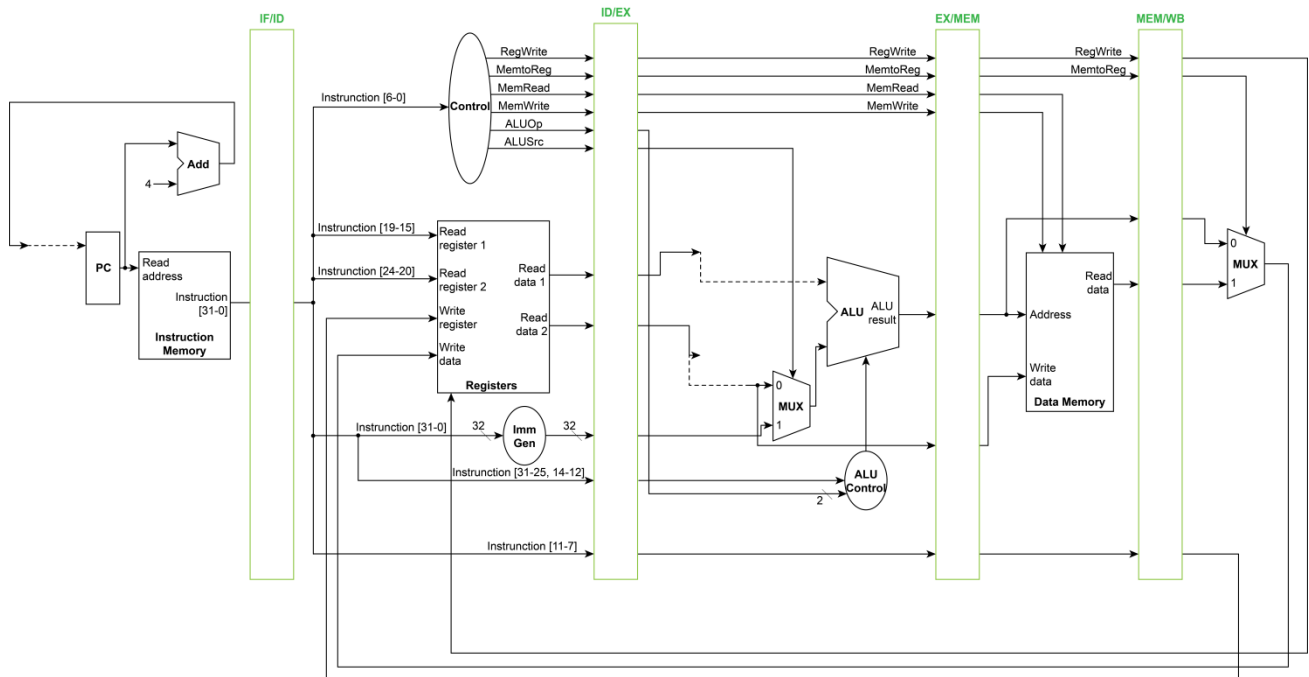 IF/ID
ID/EX
EX/MEM
MEM/WB
RegWrite
RegWrite
RegWrite
MemtoReg
MemtoReg
MemtoReg
Instrunction [6-0]
Control
MemRead
MemRead
MemWrite
MemWrite
ALUOp
ALUSrc
Add
4
PC
Read
address
Instruction
[31-0]
Instruction
Memory
Instrunction [19-15]
Instrunction [24-20]
Read
register 1
Read
register 2
Write
register
Write
data
Read
data 1
Read
data 2
Registers
Instrunction [31-0]
32
Imm
Gen
32
Instrunction [31-25, 14-12]
Instrunction [11-7]
0
MUX
1
ALU
ALU
result
ALU
Control
2
Address
Write
data
Read
data
Data Memory
0
MUX
1